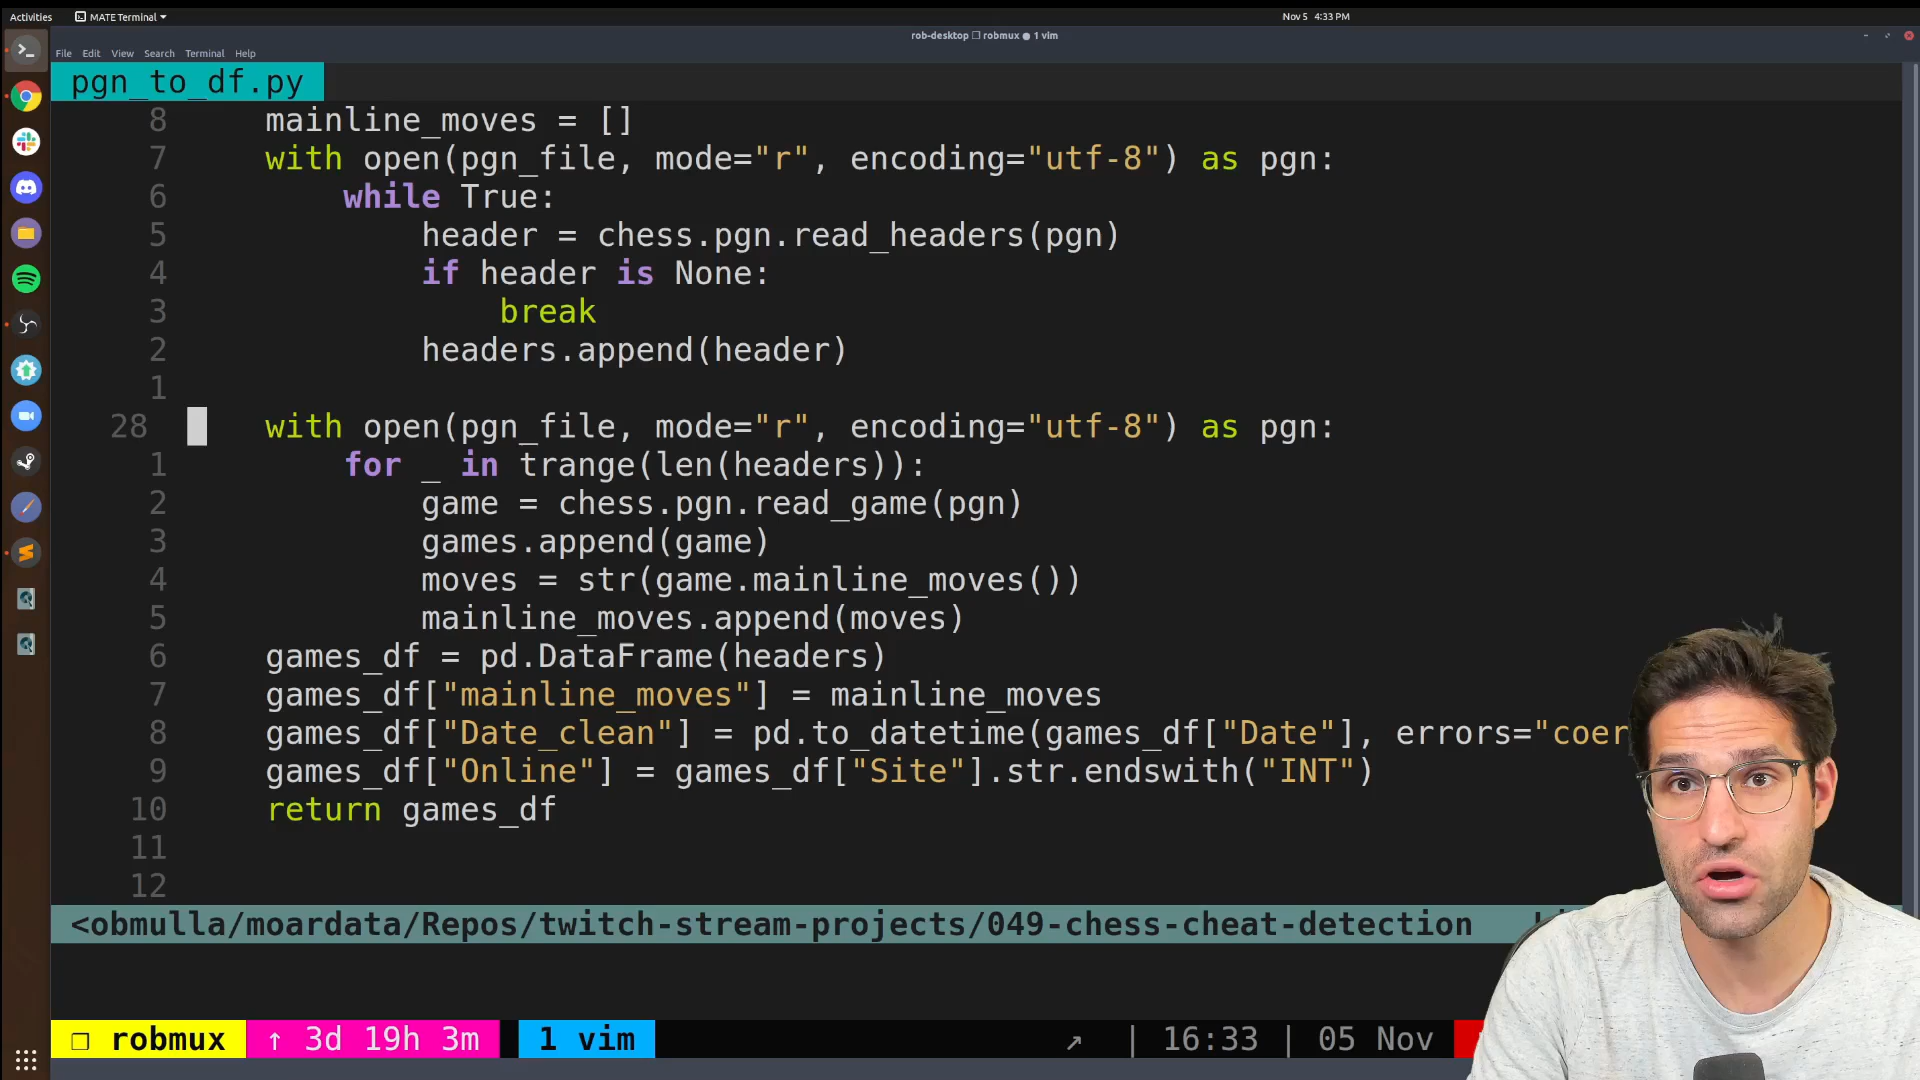 Activities MATE Terminal Nov 5 4:33 PM
rob-desktop ❐ robmux ● 1 vim
File Edit View Search Terminal Help
pgn_to_df.py
8 mainline_moves = []
7 with open(pgn_file, mode="r", encoding="utf-8") as pgn:
6 while True:
5 header = chess.pgn.read_headers(pgn)
4 if header is None:
3 break
2 headers.append(header)
1
28 with open(pgn_file, mode="r", encoding="utf-8") as pgn:
1 for _ in trange(len(headers)):
2 game = chess.pgn.read_game(pgn)
3 games.append(game)
4 moves = str(game.mainline_moves())
5 mainline_moves.append(moves)
6 games_df = pd.DataFrame(headers)
7 games_df["mainline_moves"] = mainline_moves
8 games_df["Date_clean"] = pd.to_datetime(games_df["Date"], errors="coer
9 games_df["Online"] = games_df["Site"].str.endswith("INT")
10 return games_df
11
12
<obmulla/moardata/Repos/twitch-stream-projects/049-chess-cheat-detection
❐ robmux ↑ 3d 19h 3m 1 vim ↗ | 16:33 | 05 Nov